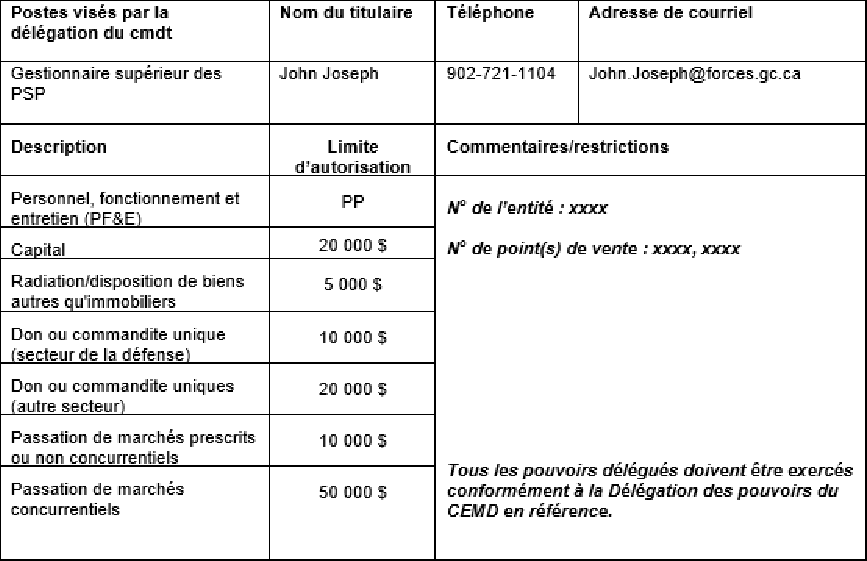 Postes visés par la
délégation du cmdt
Nom du titulaire
Téléphone
Adresse de courriel
Gestionnaire supérieur des
PSP
John Joseph
902-721-1104
John.Joseph@forces.gc.ca
Description
Limite
d'autorisation
Commentaires/restrictions
Personnel, fonctionnement et
entretien (PF&E)
PP
N° de l'entité : xxxx
N° de point(s) de vente : xxxx, xxxx
Capital
20 000 $
Radiation/disposition de biens
autres qu'immobiliers
5 000 $
Don ou commandite unique
(secteur de la défense)
10 000 $
Don ou commandite uniques
(autre secteur)
20 000 $
Passation de marchés prescrits
ou non concurrentiels
10 000 $
Passation de marchés
concurrentiels
50 000 $
Tous les pouvoirs délégués doivent être exercés
conformément à la Délégation des pouvoirs du
CEMD en référence.